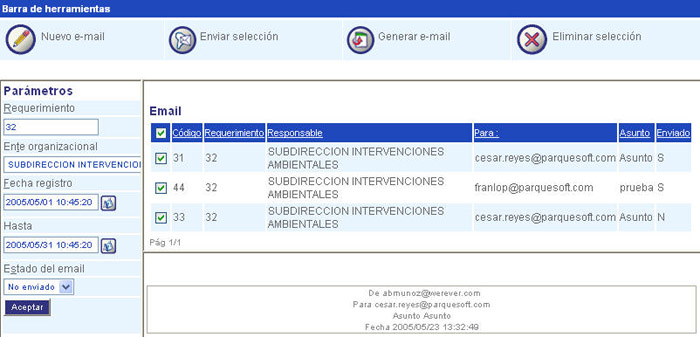 Barra de herramientas
Nuevo e-mail
Enviar selección
Generar e-mail
Eliminar selección
Parámetros
Requerimiento
32
Ente organizacional
SUBDIRECCION INTERVENCION
Fecha registro
2005/05/01 10:45:20
Hasta
2005/05/31 10:45:20
Estado del email
No enviado
Aceptar
Email
Código Requerimiento Responsable Para : Asunto Enviado
31 32 SUBDIRECCION INTERVENCIONES AMBIENTALES cesar.reyes@parquesoft.com Asunto S
44 32 SUBDIRECCION INTERVENCIONES AMBIENTALES franlop@parquesoft.com prueba S
33 32 SUBDIRECCION INTERVENCIONES AMBIENTALES cesar.reyes@parquesoft.com Asunto N
Pág 1/1
De abmunoz@werever.com
Para cesar.reyes@parquesoft.com
Asunto Asunto
Fecha 2005/05/23 13:32:49